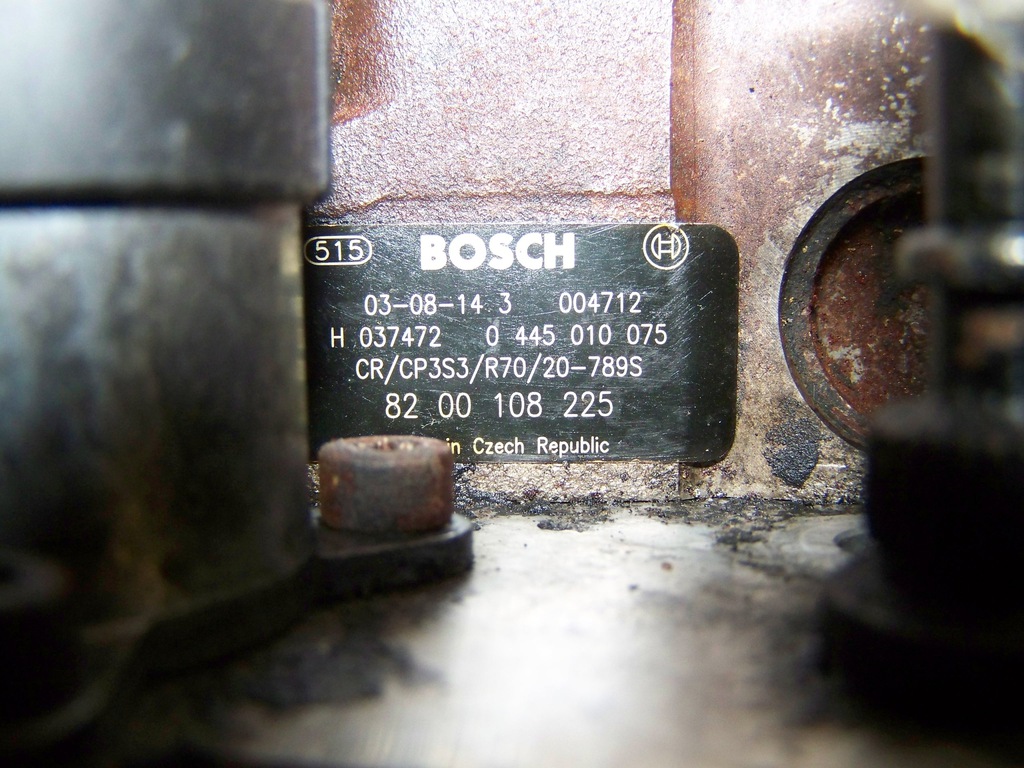 515 BOSCH H
03-08-14 3 004712
H 037472 0 445 010 075
CR/CP3S3/R70/20-789S
82 00 108 225
Czech Republic